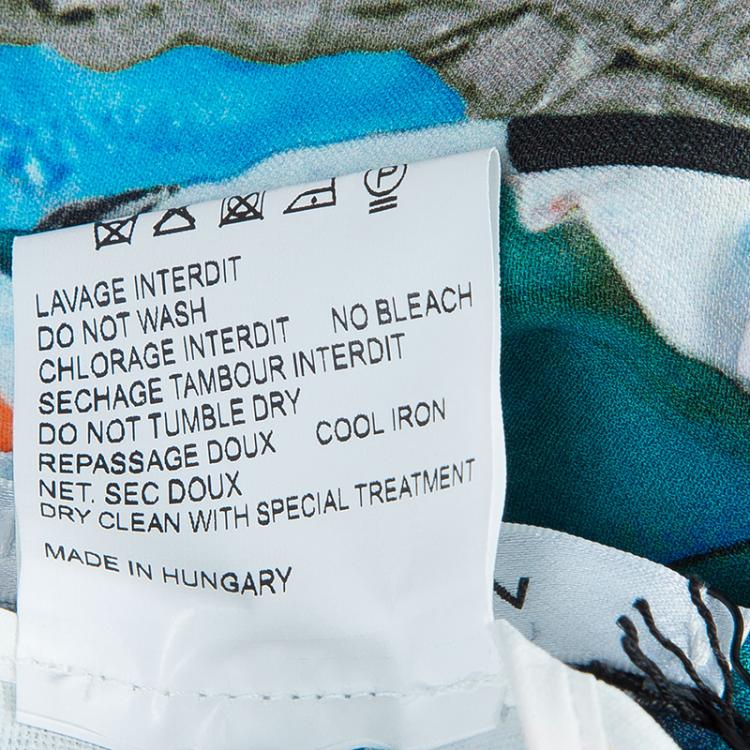 P
LAVAGE INTERDIT
DO NOT WASH
CHLORAGE INTERDIT NO BLEACH
SECHAGE TAMBOUR INTERDIT
DO NOT TUMBLE DRY
REPASSAGE DOUX COOL IRON
NET. SEC DOUX
DRY CLEAN WITH SPECIAL TREATMENT
MADE IN HUNGARY
V